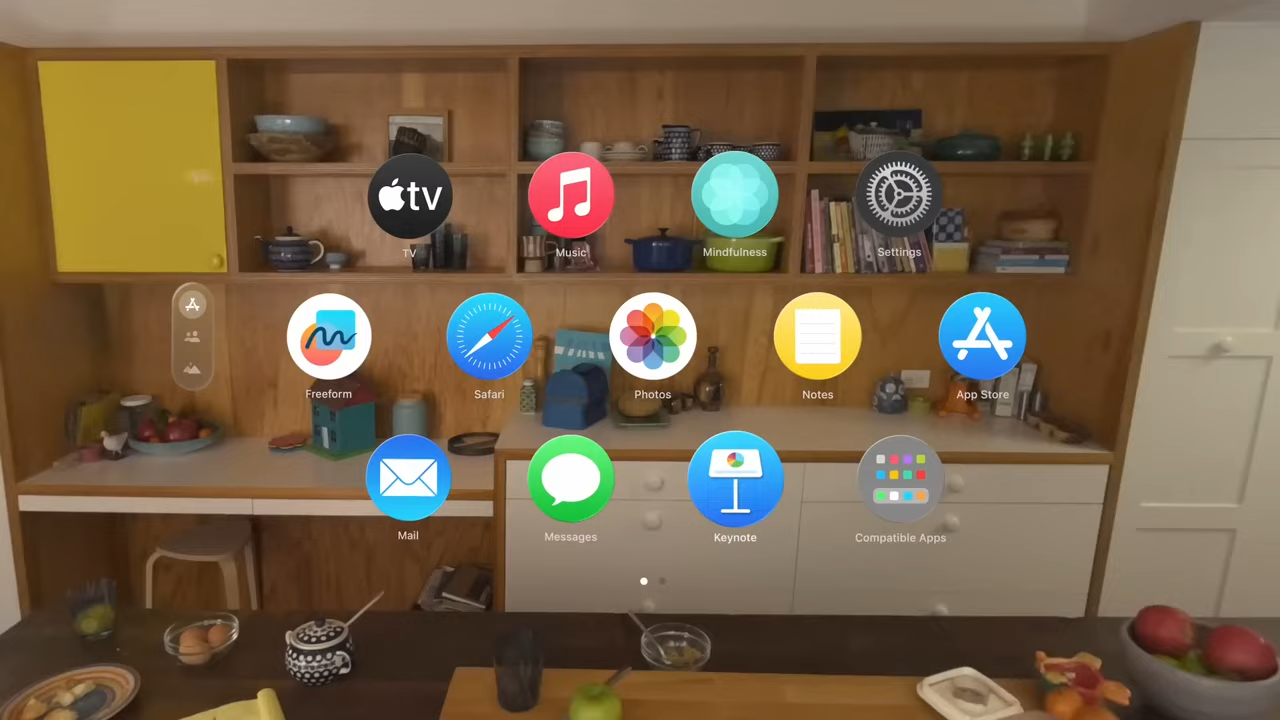 tv
TV
Music
Mindfulness
Settings
Freeform
Safari
Photos
Notes
App Store
Mail
Messages
Keynote
Compatible Apps